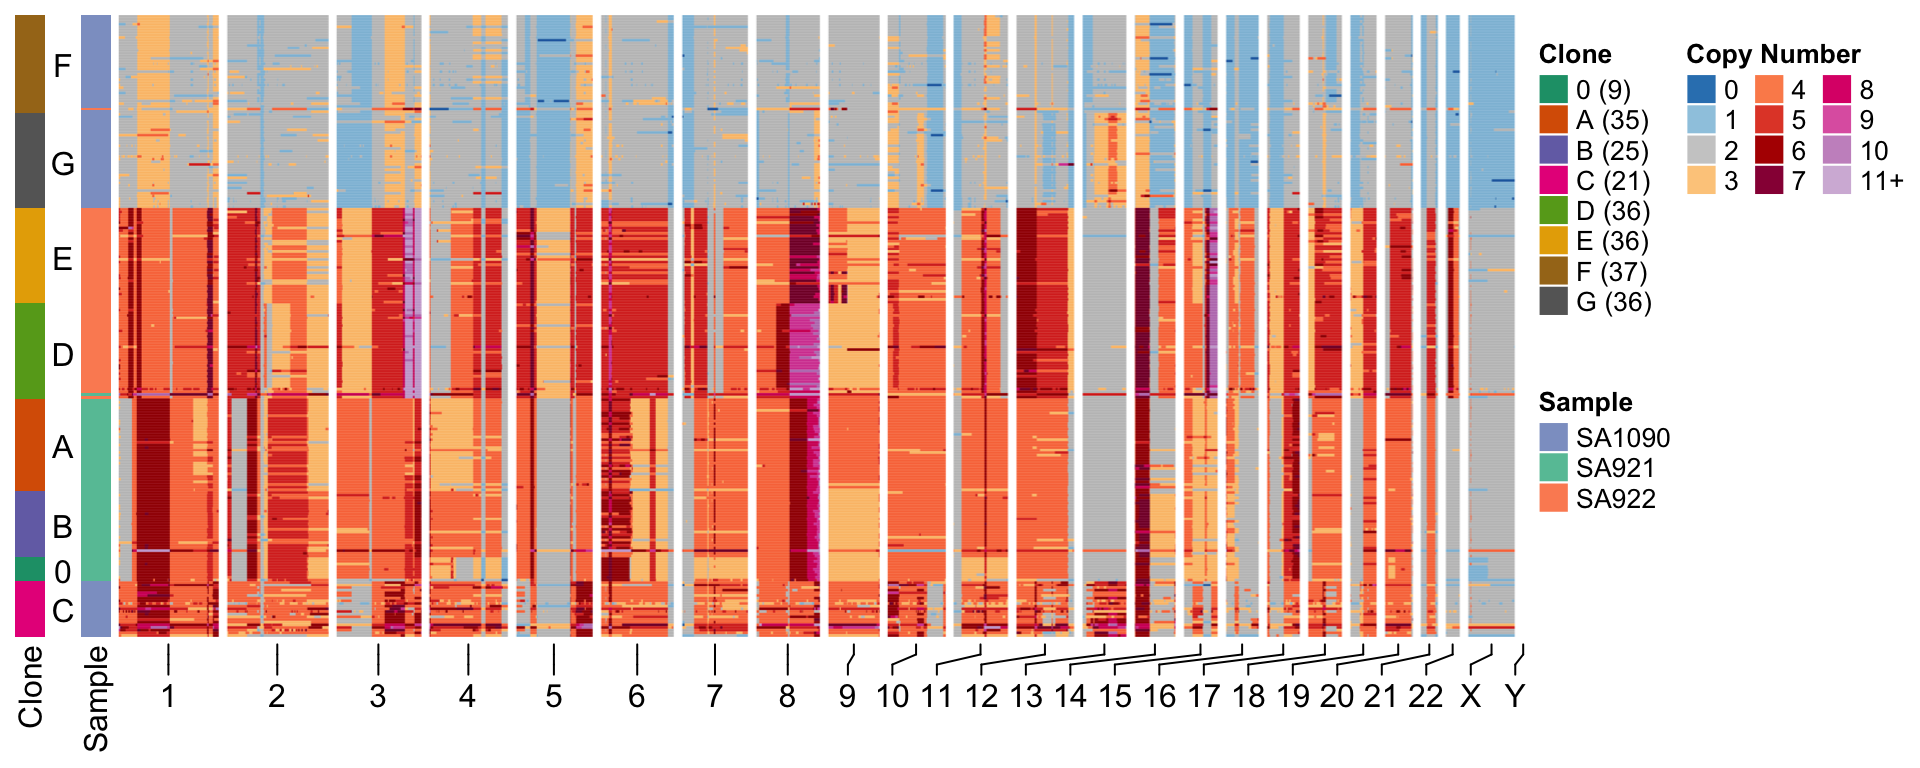 F
G
E
D
A
B
0
C
Clone
Sample
1 2 3 4 5 6 7 8 9 10 11 12 13 14 15 16 17 18 19 20 21 22 X Y
Clone
0 (9)
A (35)
B (25)
C (21)
D (36)
E (36)
F (37)
G (36)
Copy Number
0 4 8
1 5 9
2 6 10
3 7 11+
Sample
SA1090
SA921
SA922